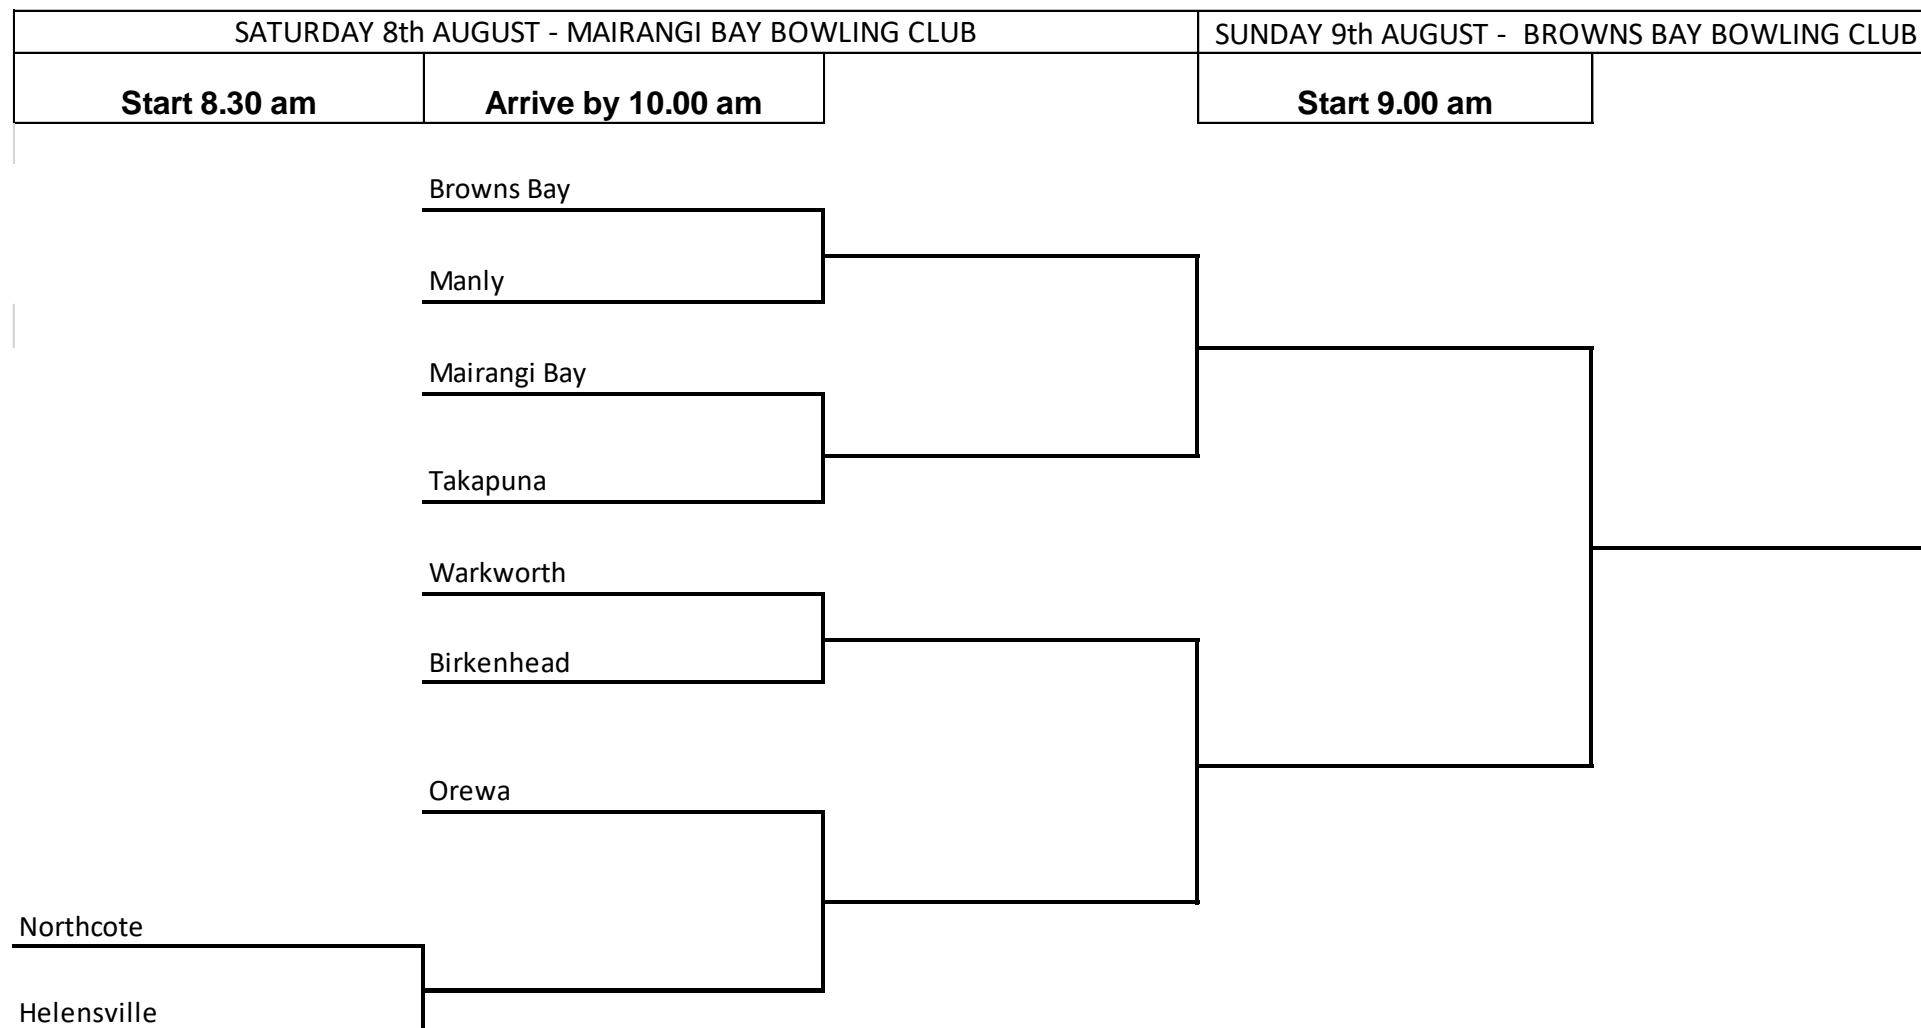 SATURDAY 8th AUGUST - MAIRANGI BAY BOWLING CLUB
SUNDAY 9th AUGUST - BROWNS BAY BOWLING CLUB
Start 8.30 am
Arrive by 10.00 am
Start 9.00 am
Browns Bay
Manly
Mairangi Bay
Takapuna
Warkworth
Birkenhead
Orewa
Northcote
Helensville